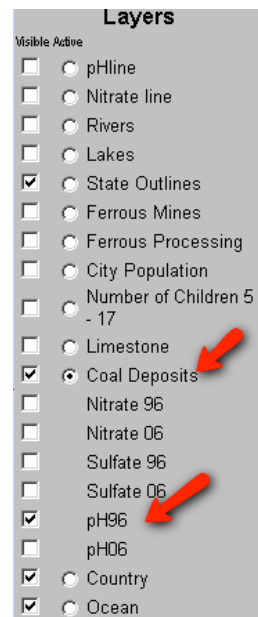 Layers
Visible Active
pHline
Nitrate line
Rivers
Lakes
State Outlines
Ferrous Mines
Ferrous Processing
City Population
Number of Children 5
- 17
Limestone
Coal Deposits
Nitrate 96
Nitrate 06
Sulfate 96
Sulfate 06
pH96
pH06
Country
Ocean